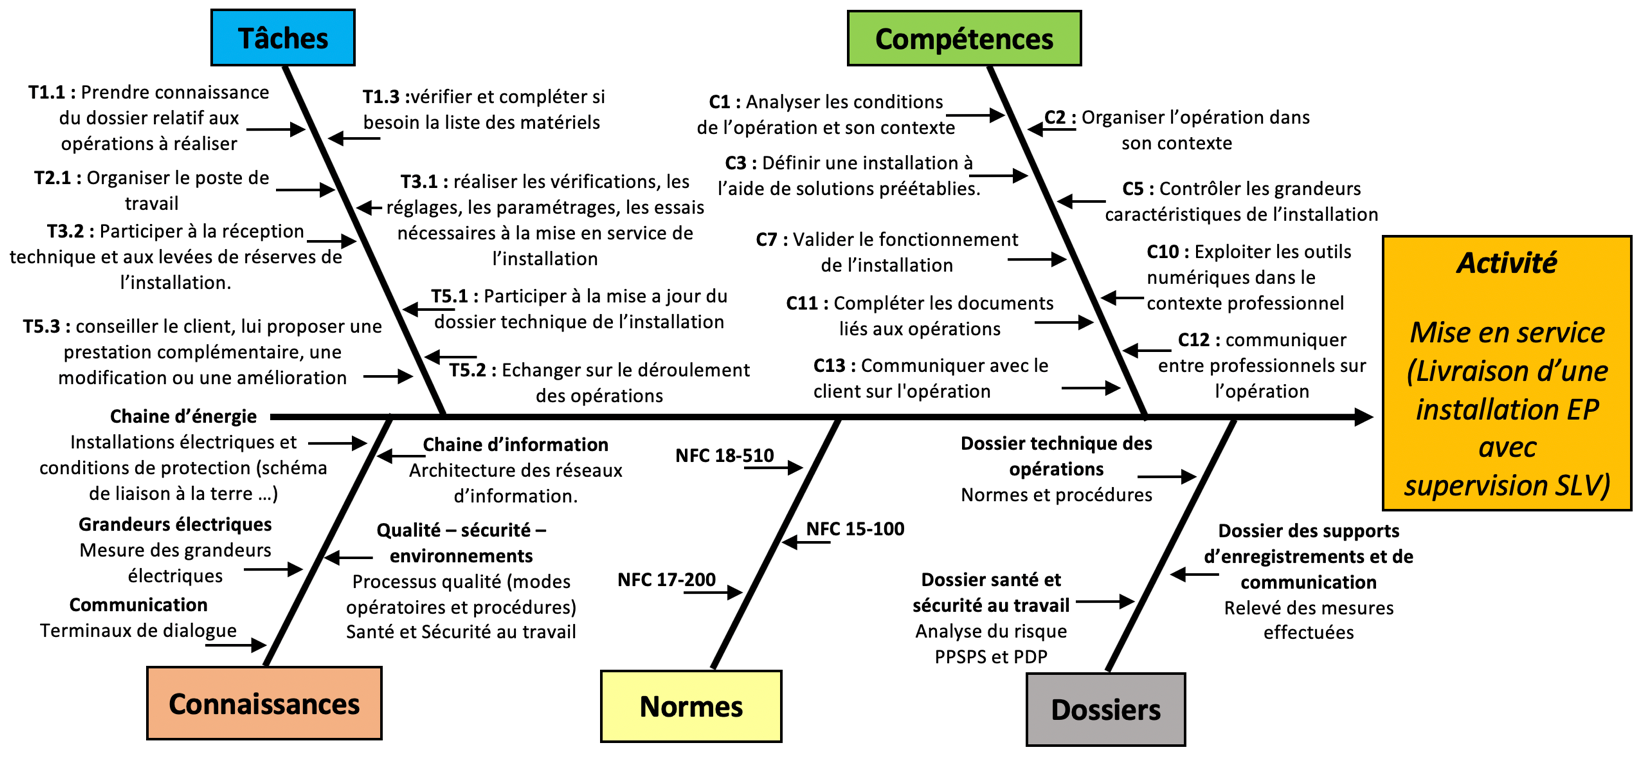 Tâches
T1.1 : Prendre connaissance
du dossier relatif aux
opérations à réaliser
T1.3 :vérifier et compléter si
besoin la liste des matériels
T2.1 : Organiser le poste de
travail
T3.1 : réaliser les vérifications, les
réglages, les paramétrages, les essais
nécessaires à la mise en service de
l’installation
T3.2 : Participer à la réception
technique et aux levées de réserves de
l’installation.
T5.1 : Participer à la mise a jour du
dossier technique de l’installation
T5.3 : conseiller le client, lui proposer une
prestation complémentaire, une
modification ou une amélioration
T5.2 : Echanger sur le déroulement
des opérations
Compétences
C1 : Analyser les conditions
de l’opération et son contexte
C2 : Organiser l’opération dans
son contexte
C3 : Définir une installation à
l’aide de solutions préétablies.
C5 : Contrôler les grandeurs
caractéristiques de l’installation
C7 : Valider le fonctionnement
de l’installation
C10 : Exploiter les outils
numériques dans le
contexte professionnel
C11 : Compléter les documents
liés aux opérations
C12 : communiquer
entre professionnels sur
l’opération
C13 : Communiquer avec le
client sur l'opération
Activité
Mise en service
(Livraison d’une
installation EP
avec
supervision SLV)
Chaine d’énergie
Installations électriques et
conditions de protection (schéma
de liaison à la terre ...)
Chaine d’information
Architecture des réseaux
d’information.
Grandeurs électriques
Mesure des grandeurs
électriques
Qualité – sécurité –
environnements
Processus qualité (modes
opératoires et procédures)
Santé et Sécurité au travail
Communication
Terminaux de dialogue
Connaissances
NFC 18-510
NFC 15-100
NFC 17-200
Normes
Dossier technique des
opérations
Normes et procédures
Dossier des supports
d’enregistrements et de
communication
Relevé des mesures
effectuées
Dossier santé et
sécurité au travail
Analyse du risque
PPSPS et PDP
Dossiers